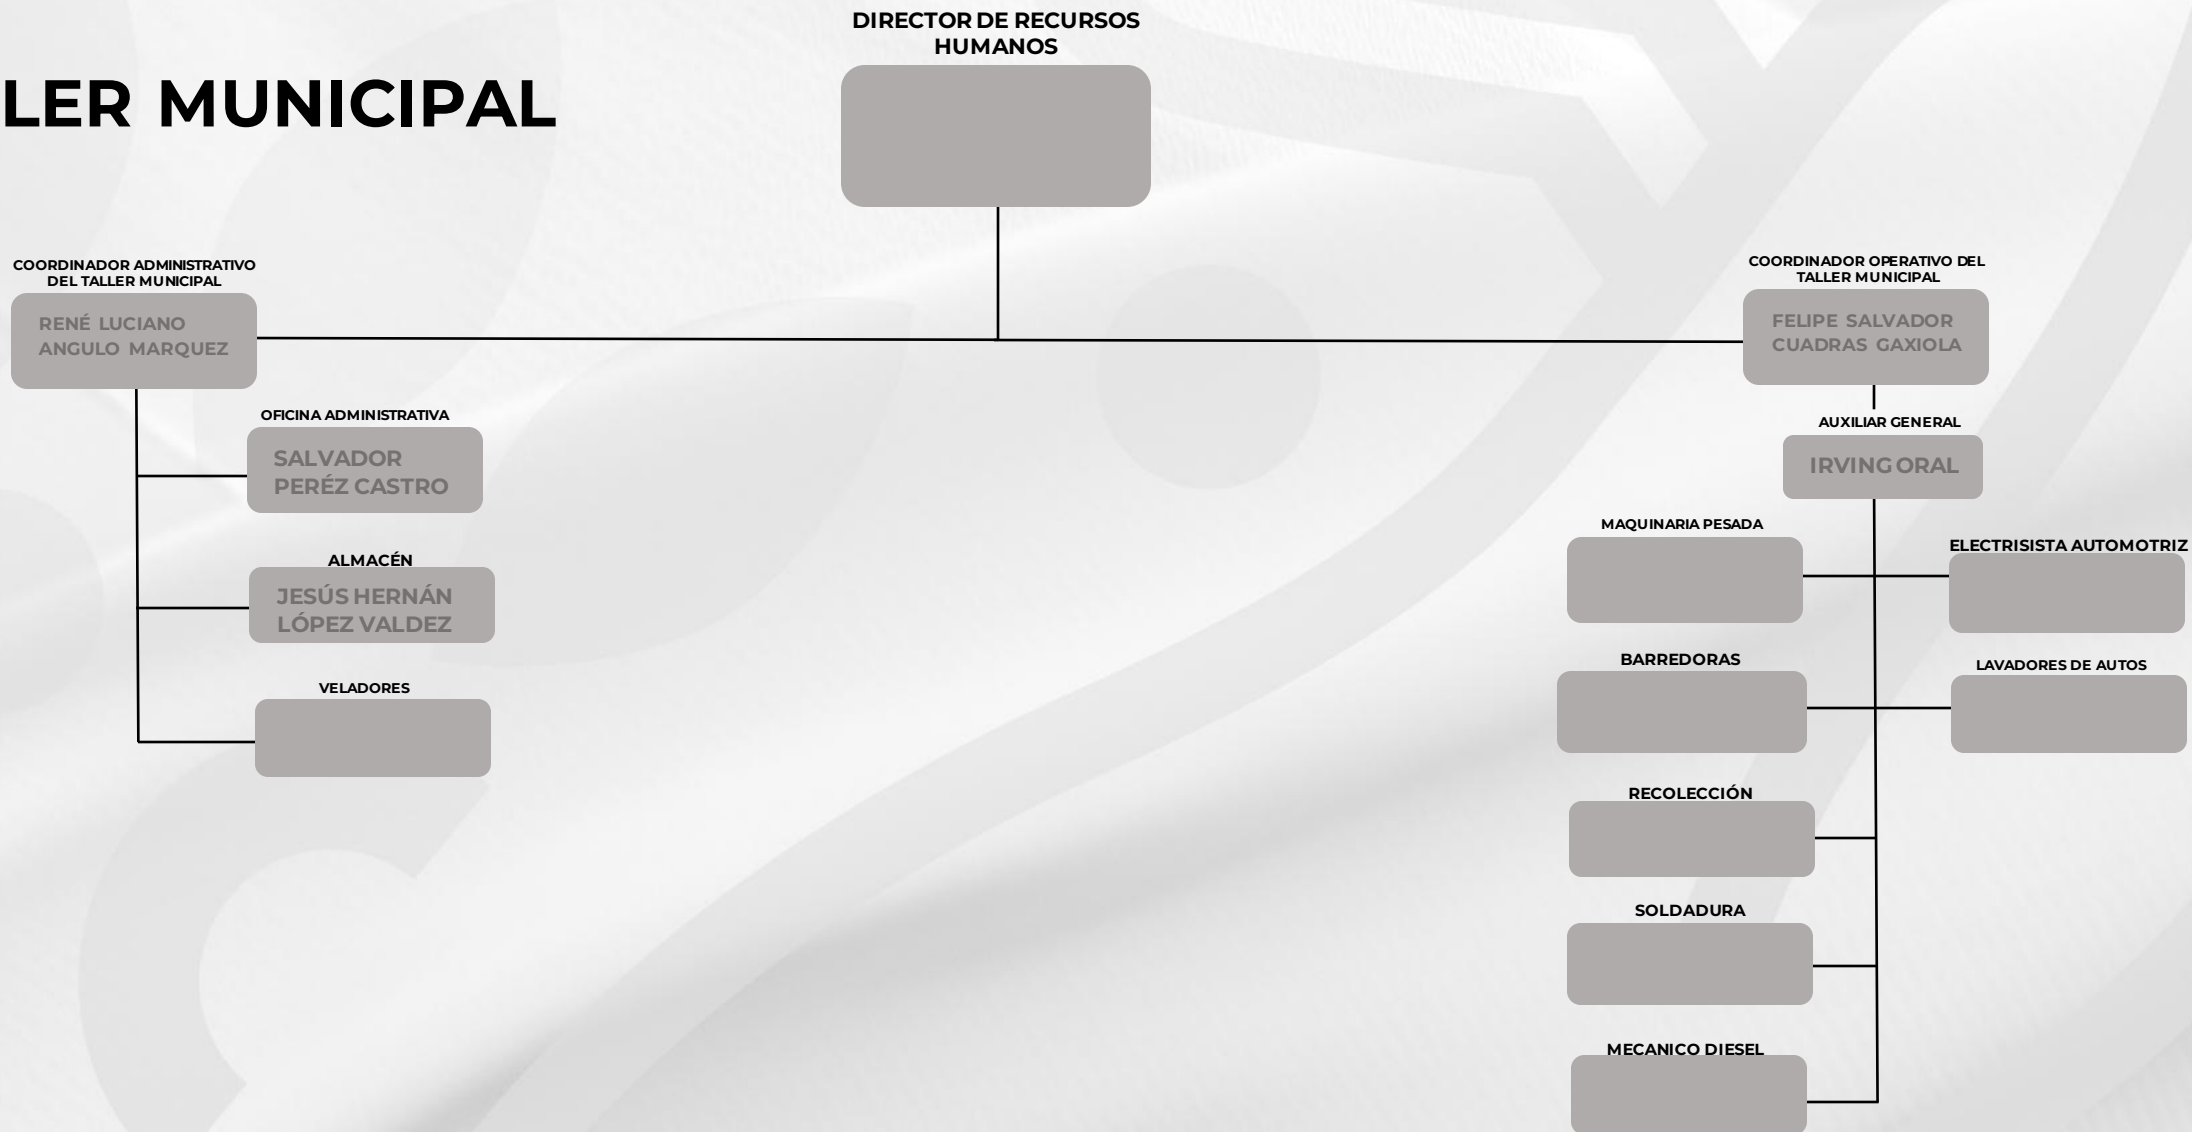 DIRECTOR DE RECURSOS
HUMANOS
LER MUNICIPAL
COORDINADOR ADMINISTRATIVO
DEL TALLER MUNICIPAL
RENÉ LUCIANO
ANGULO MARQUEZ
COORDINADOR OPERATIVO DEL
TALLER MUNICIPAL
FELIPE SALVADOR
CUADRAS GAXIOLA
OFICINA ADMINISTRATIVA
SALVADOR
PERÉZ CASTRO
ALMACÉN
JESÚS HERNÁN
LÓPEZ VALDEZ
VELADORES
AUXILIAR GENERAL
IRVING ORAL
MAQUINARIA PESADA
ELECTRISISTA AUTOMOTRIZ
BARREDORAS
LAVADORES DE AUTOS
RECOLECCIÓN
SOLDADURA
MECANICO DIESEL